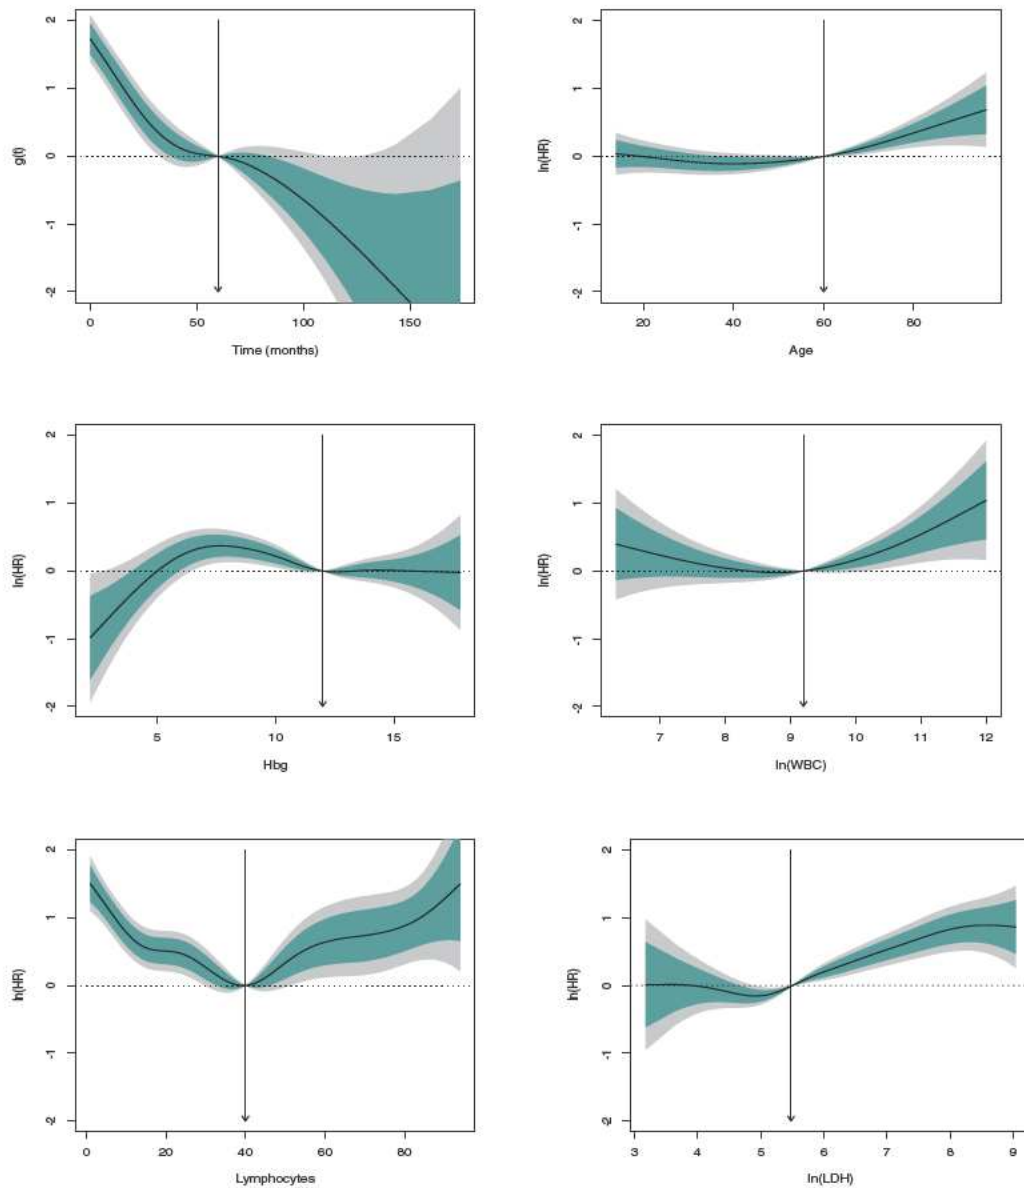 2
1
0
-1
-2
g(t)
0 50 100 150
Time (months)
2
1
0
-1
-2
ln(HR)
20 40 60 80
Age
2
1
0
-1
-2
ln(HR)
5 10 15
Hbg
2
1
0
-1
-2
ln(HR)
7 8 9 10 11 12
ln(WBC)
2
1
0
-1
-2
ln(HR)
0 20 40 60 80
Lymphocytes
2
1
0
-1
-2
ln(HR)
3 4 5 6 7 8 9
ln(LDH)